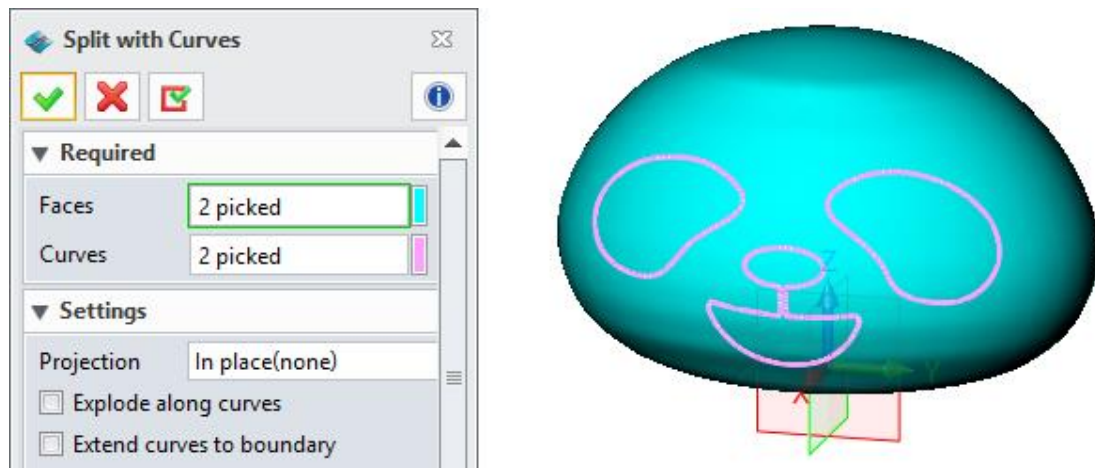 Split with Curves
▼ Required
Faces 2 picked
Curves 2 picked
▼ Settings
Projection In place(none)
Explode along curves
Extend curves to boundary
Z
Y
X